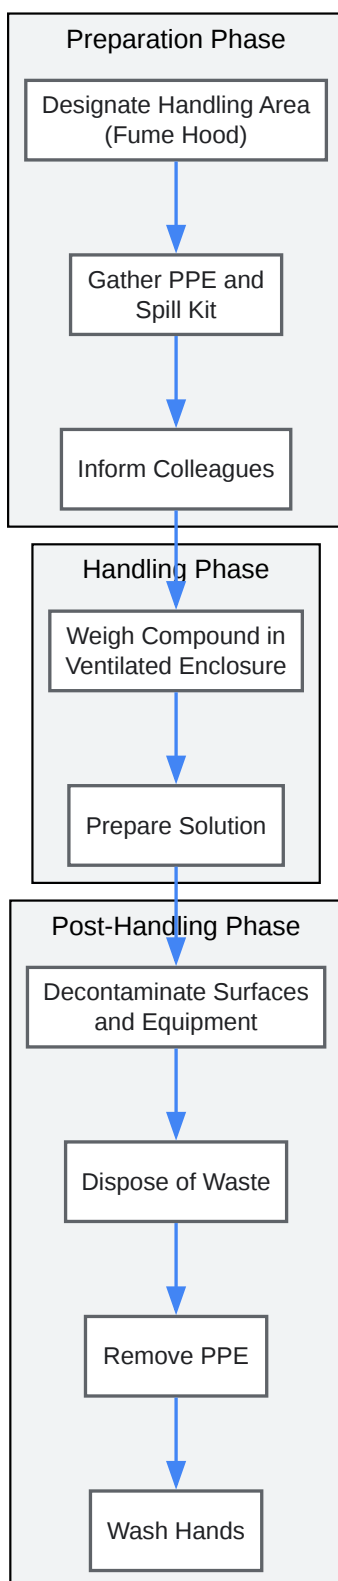 Preparation Phase
Designate Handling Area
(Fume Hood)
Gather PPE and
Spill Kit
Inform Colleagues
Handling Phase
Weigh Compound in
Ventilated Enclosure
Prepare Solution
Post-Handling Phase
Decontaminate Surfaces
and Equipment
Dispose of Waste
Remove PPE
Wash Hands